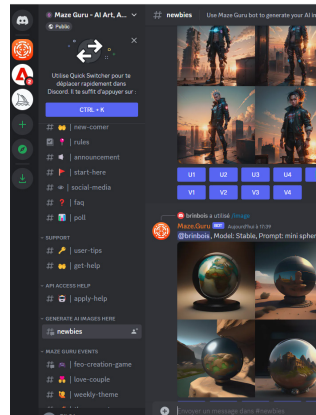 Maze Guru - AI Art, A...
Public
Utilise Quick Switcher pour te
déplacer rapidement dans
Discord. Il te suffit d'appuyer sur :
CTRL + K
# | new-comer
| rules
# | announcement
# | start-here
# | social-media
# ? | faq
# | poll
SUPPORT
# | user-tips
# | get-help
API ACCESS HELP
# | apply-help
GENERATE AI IMAGES HERE
newbies
MAZE GURU EVENTS
| feo-creation-game
# | love-couple
# | weekly-theme
# newbies
Use Maze Guru bot to generate your AI in
U1 U2 U3 U4
V1 V2 V3 V4
brinbois a utilisé /image
Maze.Guru BOT Aujourd'hui à 11:39
@brinbois, Model: Stable, Prompt: mini spher
Envoyer un message dans #newbies